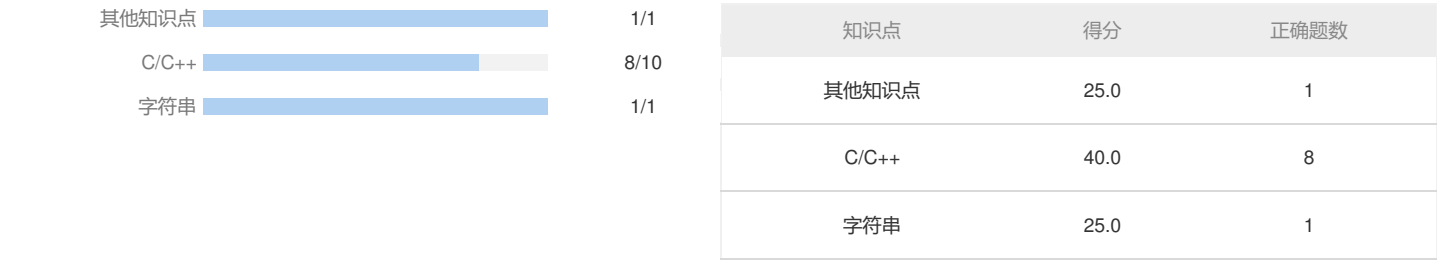 其他知识点 1/1
C/C++ 8/10
字符串 1/1
知识点 得分 正确题数
其他知识点 25.0 1
C/C++ 40.0 8
字符串 25.0 1